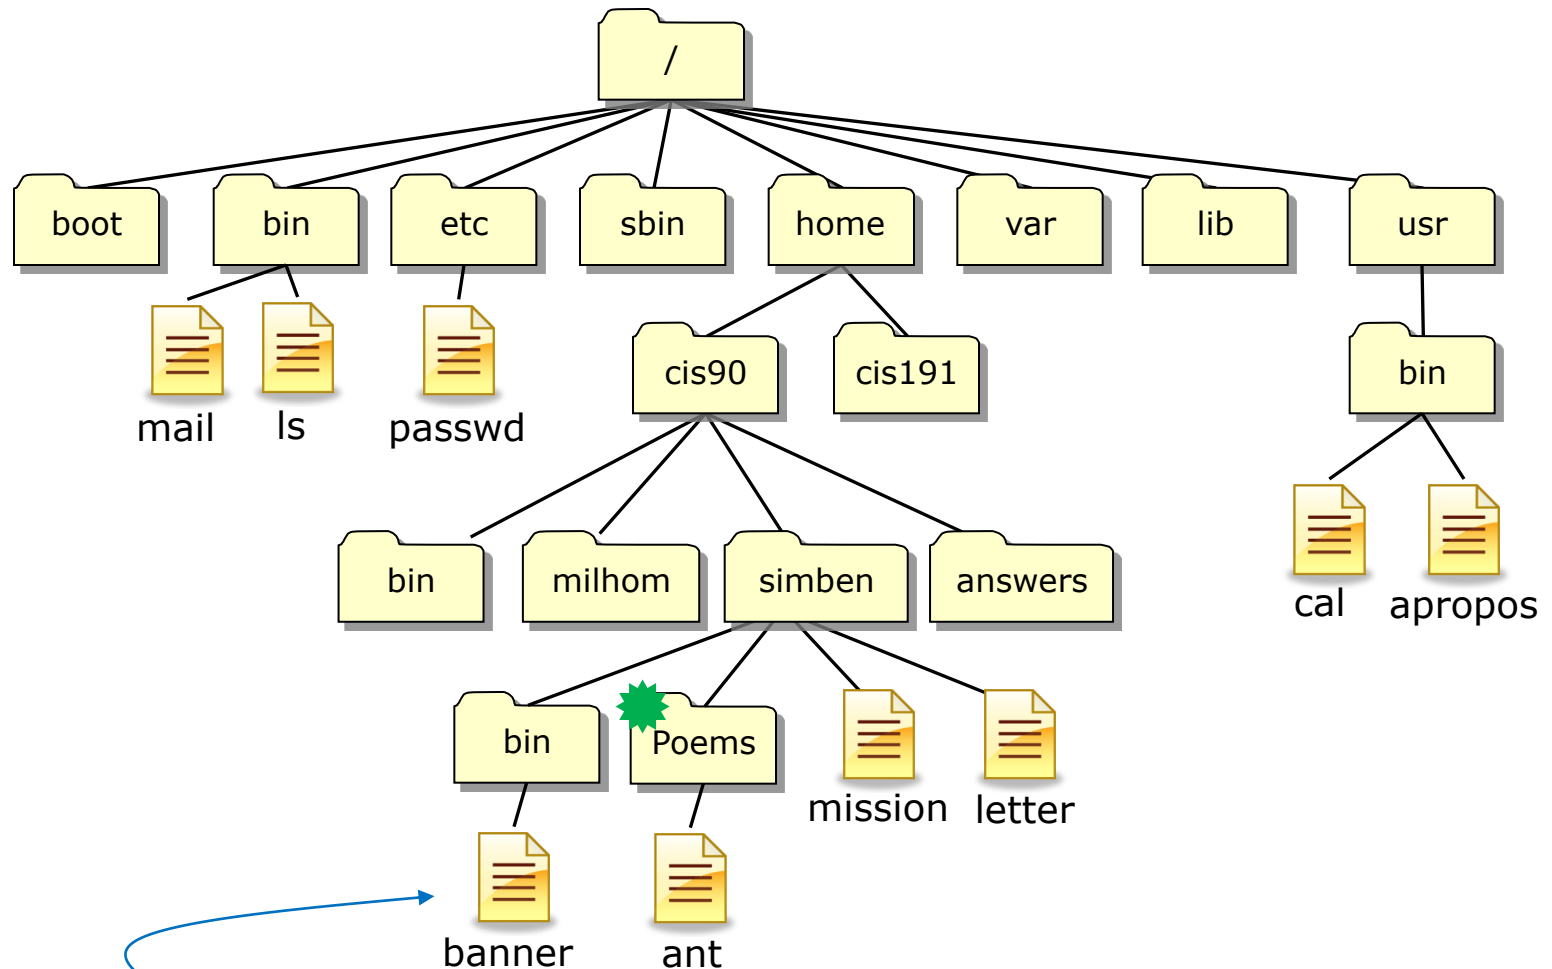 /
boot bin etc sbin home var lib usr
cis90 cis191 bin
mail ls passwd
bin milhom simben answers
cal apropos
bin Poems
mission letter
banner ant